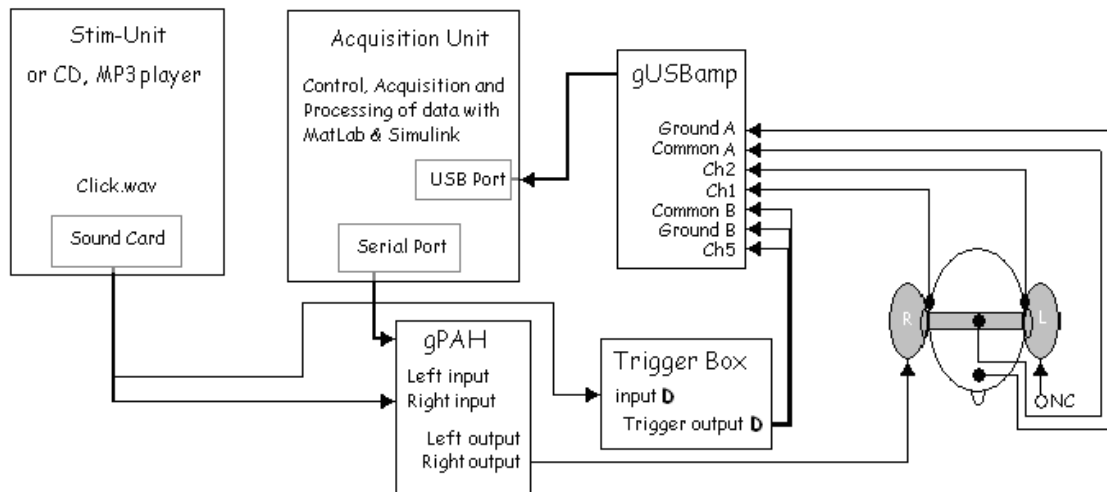 Stim-Unit
or CD, MP3 player
Click.wav
Sound Card
Acquisition Unit
Control, Acquisition and
Processing of data with
MatLab & Simulink
USB Port
Serial Port
gUSBamp
Ground A
Common A
Ch2
Ch1
Common B
Ground B
Ch5
gPAH
Left input
Right input
Left output
Right output
Trigger Box
input D
Trigger output D
R
L
NC